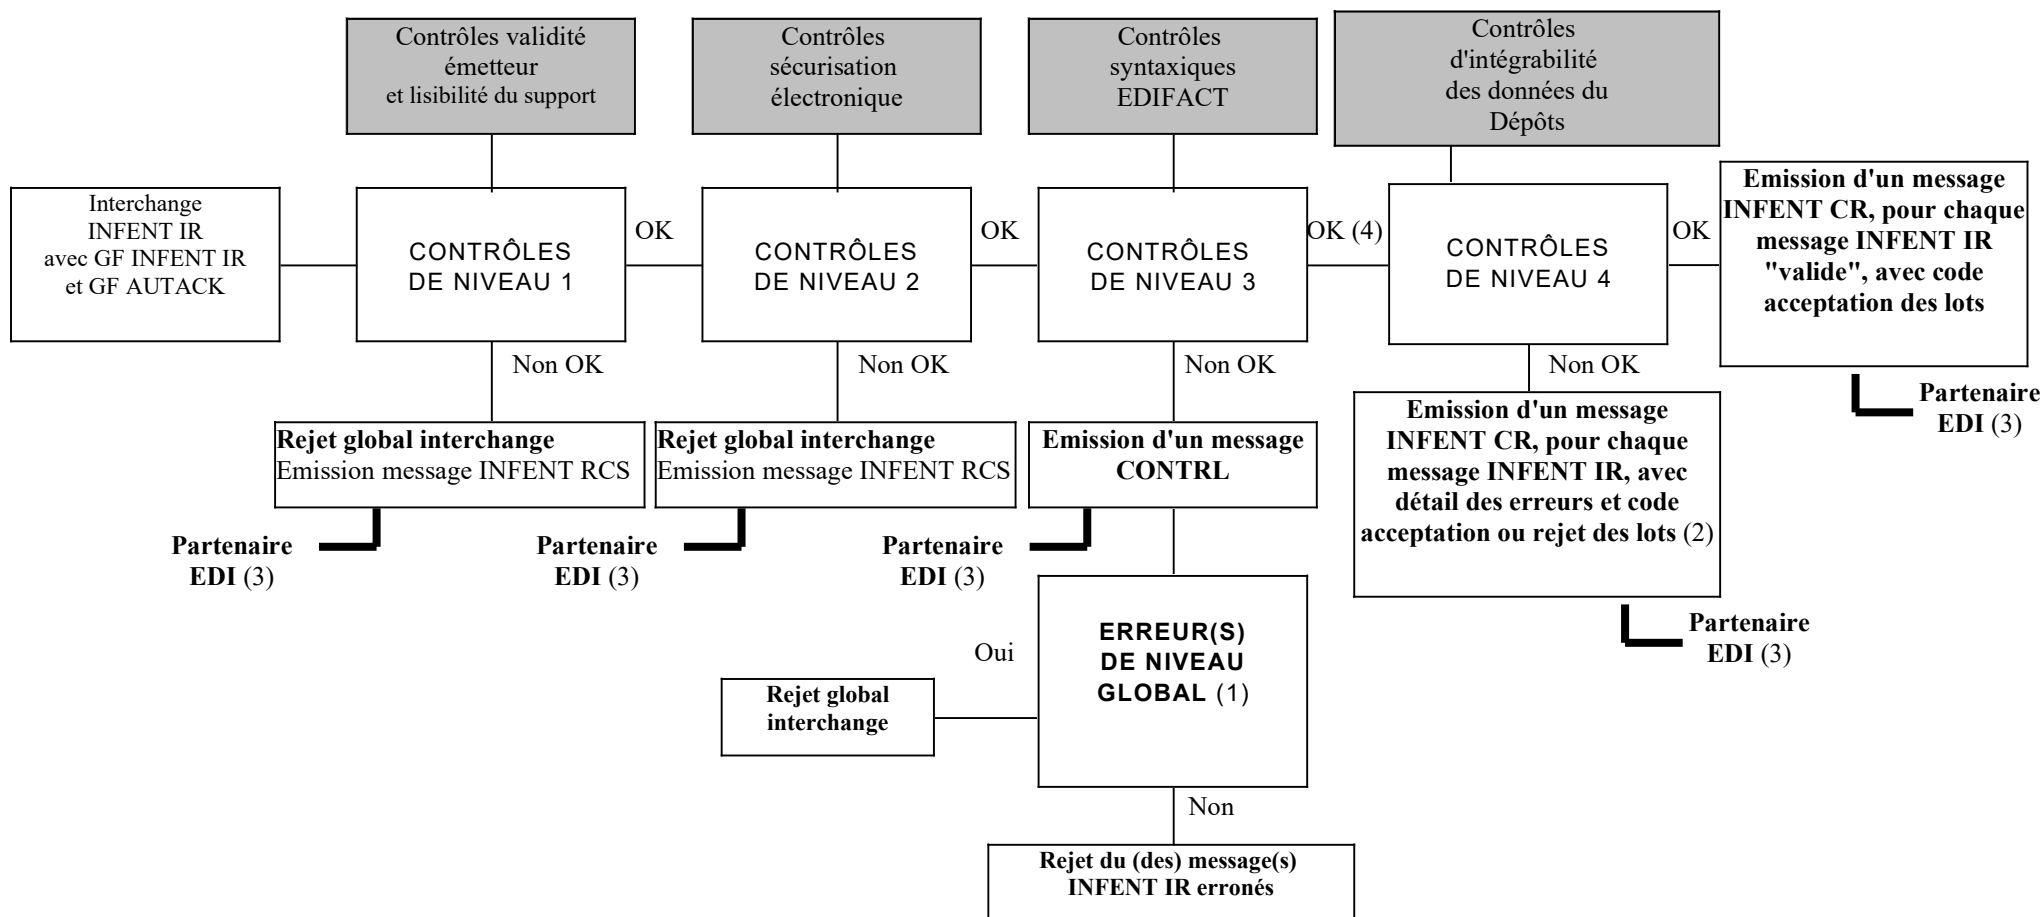 Contrôles validité
émetteur
et lisibilité du support
Contrôles
sécurisation
électronique
Contrôles
syntaxiques
EDIFACT
Contrôles
d'intégrabilité
des données du
Dépôts
Interchange
INFENT IR
avec GF INFENT IR
et GF AUTACK
CONTRÔLES
DE NIVEAU 1
OK
CONTRÔLES
DE NIVEAU 2
OK
CONTRÔLES
DE NIVEAU 3
OK (4)
CONTRÔLES
DE NIVEAU 4
OK
Emission d'un message
INFENT CR, pour chaque
message INFENT IR
"valide", avec code
acceptation des lots
Non OK
Non OK
Non OK
Non OK
Partenaire
EDI (3)
Rejet global interchange
Emission message INFENT RCS
Rejet global interchange
Emission message INFENT RCS
Emission d'un message
CONTRL
Emission d'un message
INFENT CR, pour chaque
message INFENT IR, avec
détail des erreurs et code
acceptation ou rejet des lots (2)
Partenaire
EDI (3)
Partenaire
EDI (3)
Partenaire
EDI (3)
Partenaire
EDI (3)
ERREUR(S)
DE NIVEAU
GLOBAL (1)
Oui
Rejet global
interchange
Non
Rejet du (des) message(s)
INFENT IR erronés